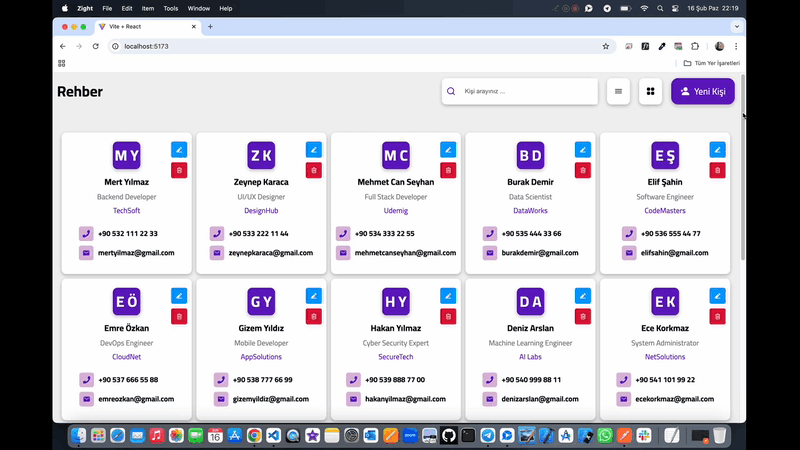 Zight File Edit Item Tools Window Help 16 Şub Paz 22:19
Vite + React
localhost:5173
Tüm Yer İşaretleri
Rehber Kişi arayınız ... Yeni Kişi
MY ZK MC BD EŞ
Mert Yılmaz Zeynep Karaca Mehmet Can Seyhan Burak Demir Elif Şahin
Backend Developer UI/UX Designer Full Stack Developer Data Scientist Software Engineer
TechSoft DesignHub Udemig DataWorks CodeMasters
+90 532 111 22 33 +90 533 222 11 44 +90 534 333 22 55 +90 535 444 33 66 +90 536 555 44 77
mertyilmaz@gmail.com zeynepkaraca@gmail.com mehmetcanseyhan@gmail.com burakdemir@gmail.com elifsahin@gmail.com
EÖ GY HY DA EK
Emre Özkan Gizem Yıldız Hakan Yılmaz Deniz Arslan Ece Korkmaz
DevOps Engineer Mobile Developer Cyber Security Expert Machine Learning Engineer System Administrator
CloudNet AppSolutions SecureTech AI Labs NetSolutions
+90 537 666 55 88 +90 538 777 66 99 +90 539 888 77 00 +90 540 999 88 11 +90 541 101 99 22
emreozkan@gmail.com gizemyildiz@gmail.com hakanyilmaz@gmail.com denizarslan@gmail.com ecekorkmaz@gmail.com